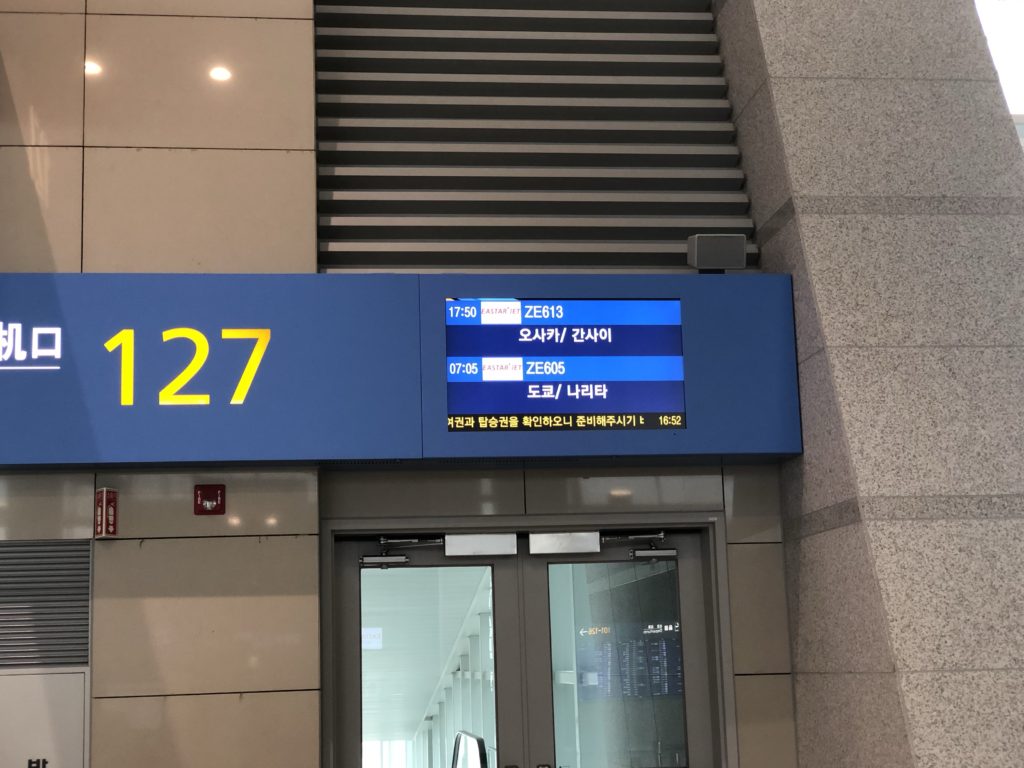 机口 127
17:50 EASTAR JET ZE613
오사카/ 간사이
07:05 EASTAR JET ZE605
도쿄/ 나리타
여권과 탑승권을 확인하오니 준비해주시기 16:52